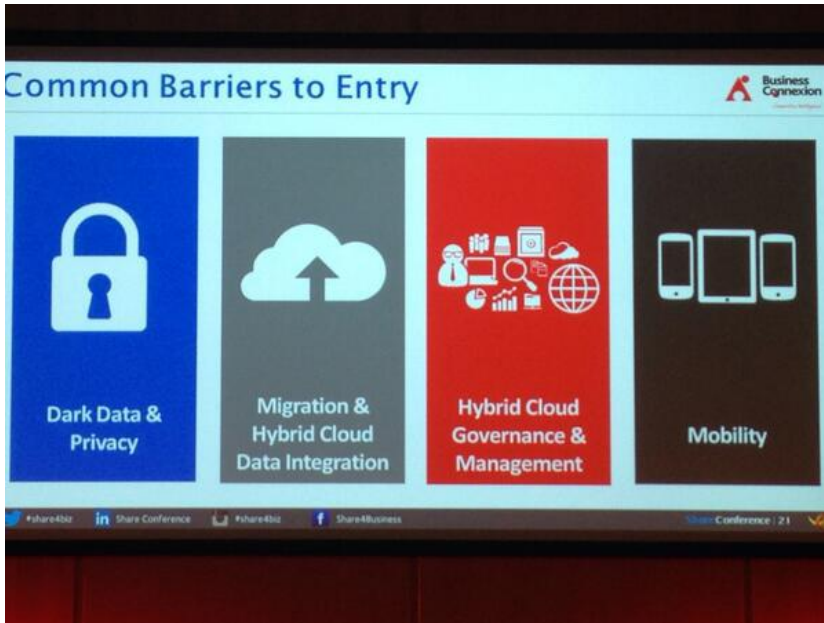 Common Barriers to Entry
Business
Connexion
Dark Data &
Privacy
Migration &
Hybrid Cloud
Data Integration
Hybrid Cloud
Governance &
Management
Mobility
#share4biz
Share Conference
#share4biz
Share4Business
Share Conference | 21